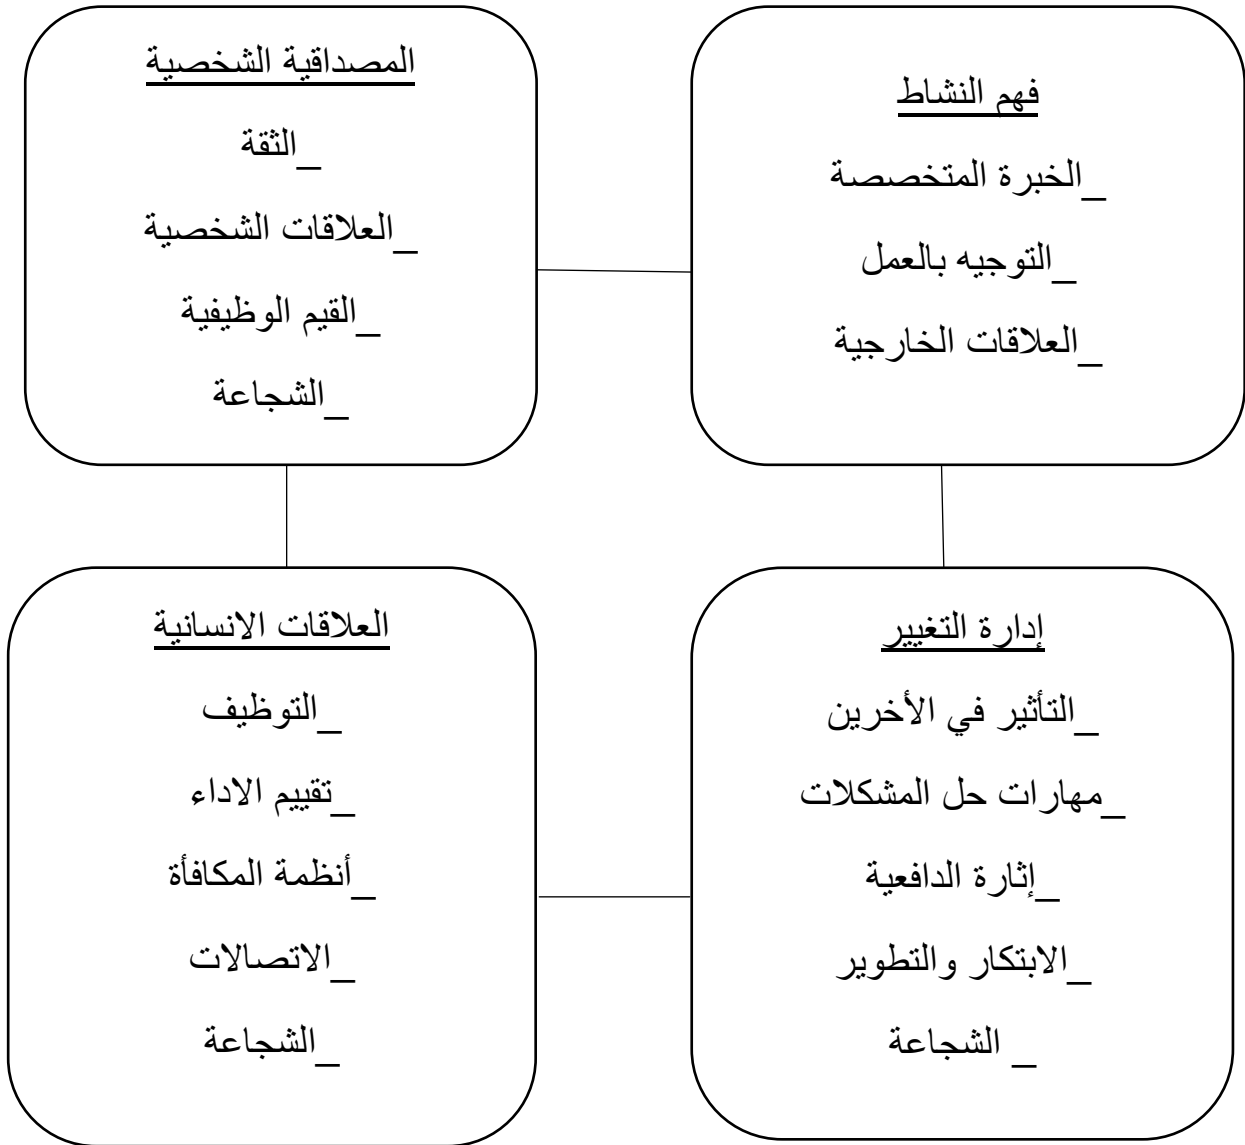 فهم النشاط
_الخبرة المتخصصة
_التوجيه بالعمل
_العلاقات الخارجية
المصداقية الشخصية
_الثقة
_العلاقات الشخصية
_القيم الوظيفية
_الشجاعة
إدارة التغيير
_التأثير في الأخرين
_مهارات حل المشكلات
_إثارة الدافعية
_الابتكار والتطوير
_ الشجاعة
العلاقات الانسانية
_التوظيف
_تقييم الاداء
_أنظمة المكافأة
_الاتصالات
_الشجاعة